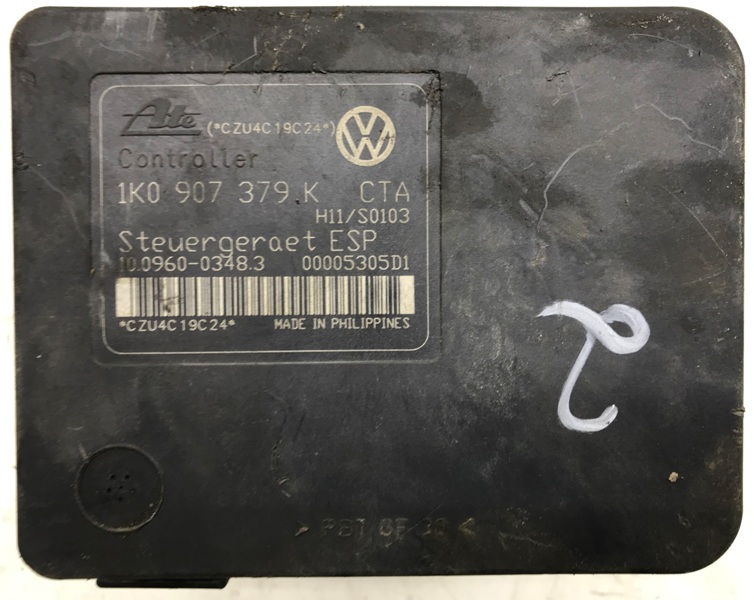 Ate (*CZU4C19C24*)
Controller
1K0 907 379 K CTA
H11/S0103
Steuergeraet ESP
10.0960-0348.3 00005305D1
*CZU4C19C24* MADE IN PHILIPPINES
2